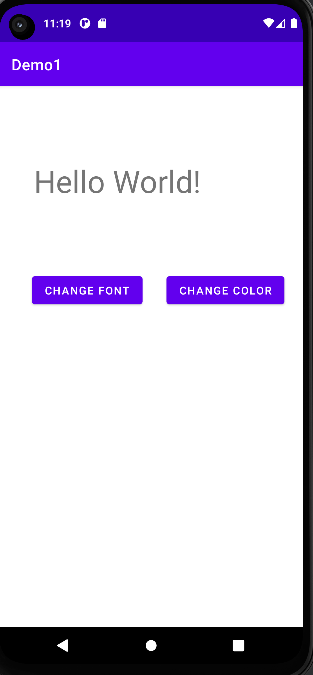 11:19
Demo1
Hello World!
CHANGE FONT
CHANGE COLOR